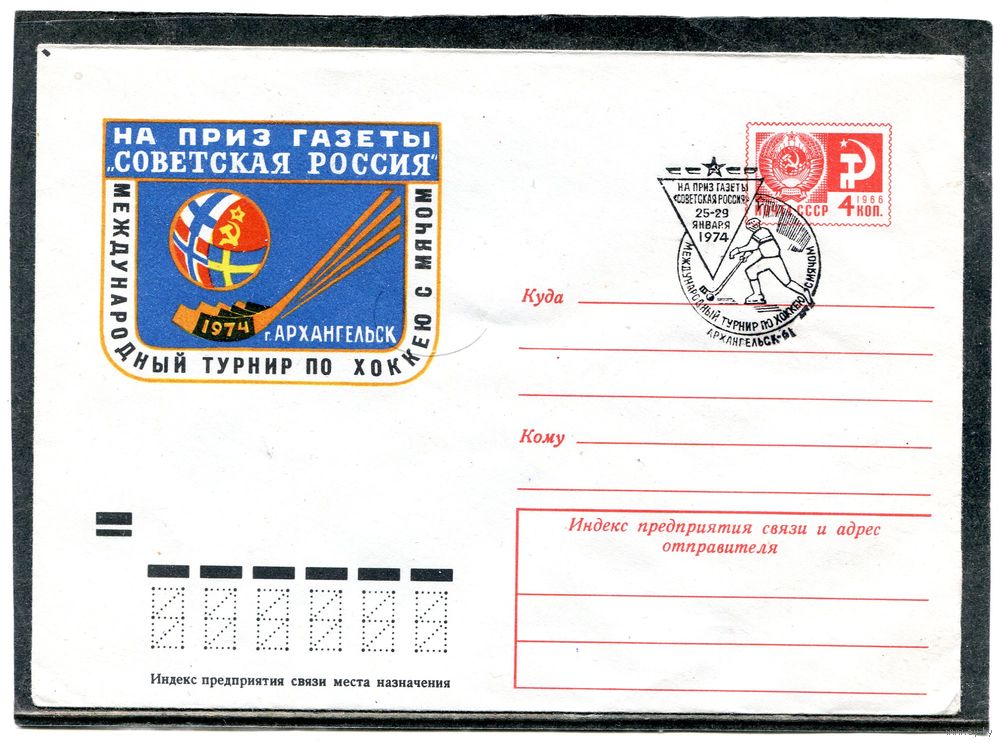 НА ПРИЗ ГАЗЕТЫ
„СОВЕТСКАЯ РОССИЯ"
МЕЖДУНАРОДНЫЙ ТУРНИР ПО ХОККЕЮ С МЯЧОМ
1974
г. АРХАНГЕЛЬСК
НА ПРИЗ ГАЗЕТЫ
«СОВЕТСКАЯ РОССИЯ»
25-29
ЯНВАРЯ
1974
МЕЖДУНАРОДНЫЙ ТУРНИР ПО ХОККЕЮ С МЯЧОМ
АРХАНГЕЛЬСК-61
1966
ПОЧТА СССР 4 КОП.
Куда
Кому
Индекс предприятия связи и адрес
отправителя
Индекс предприятия связи места назначения